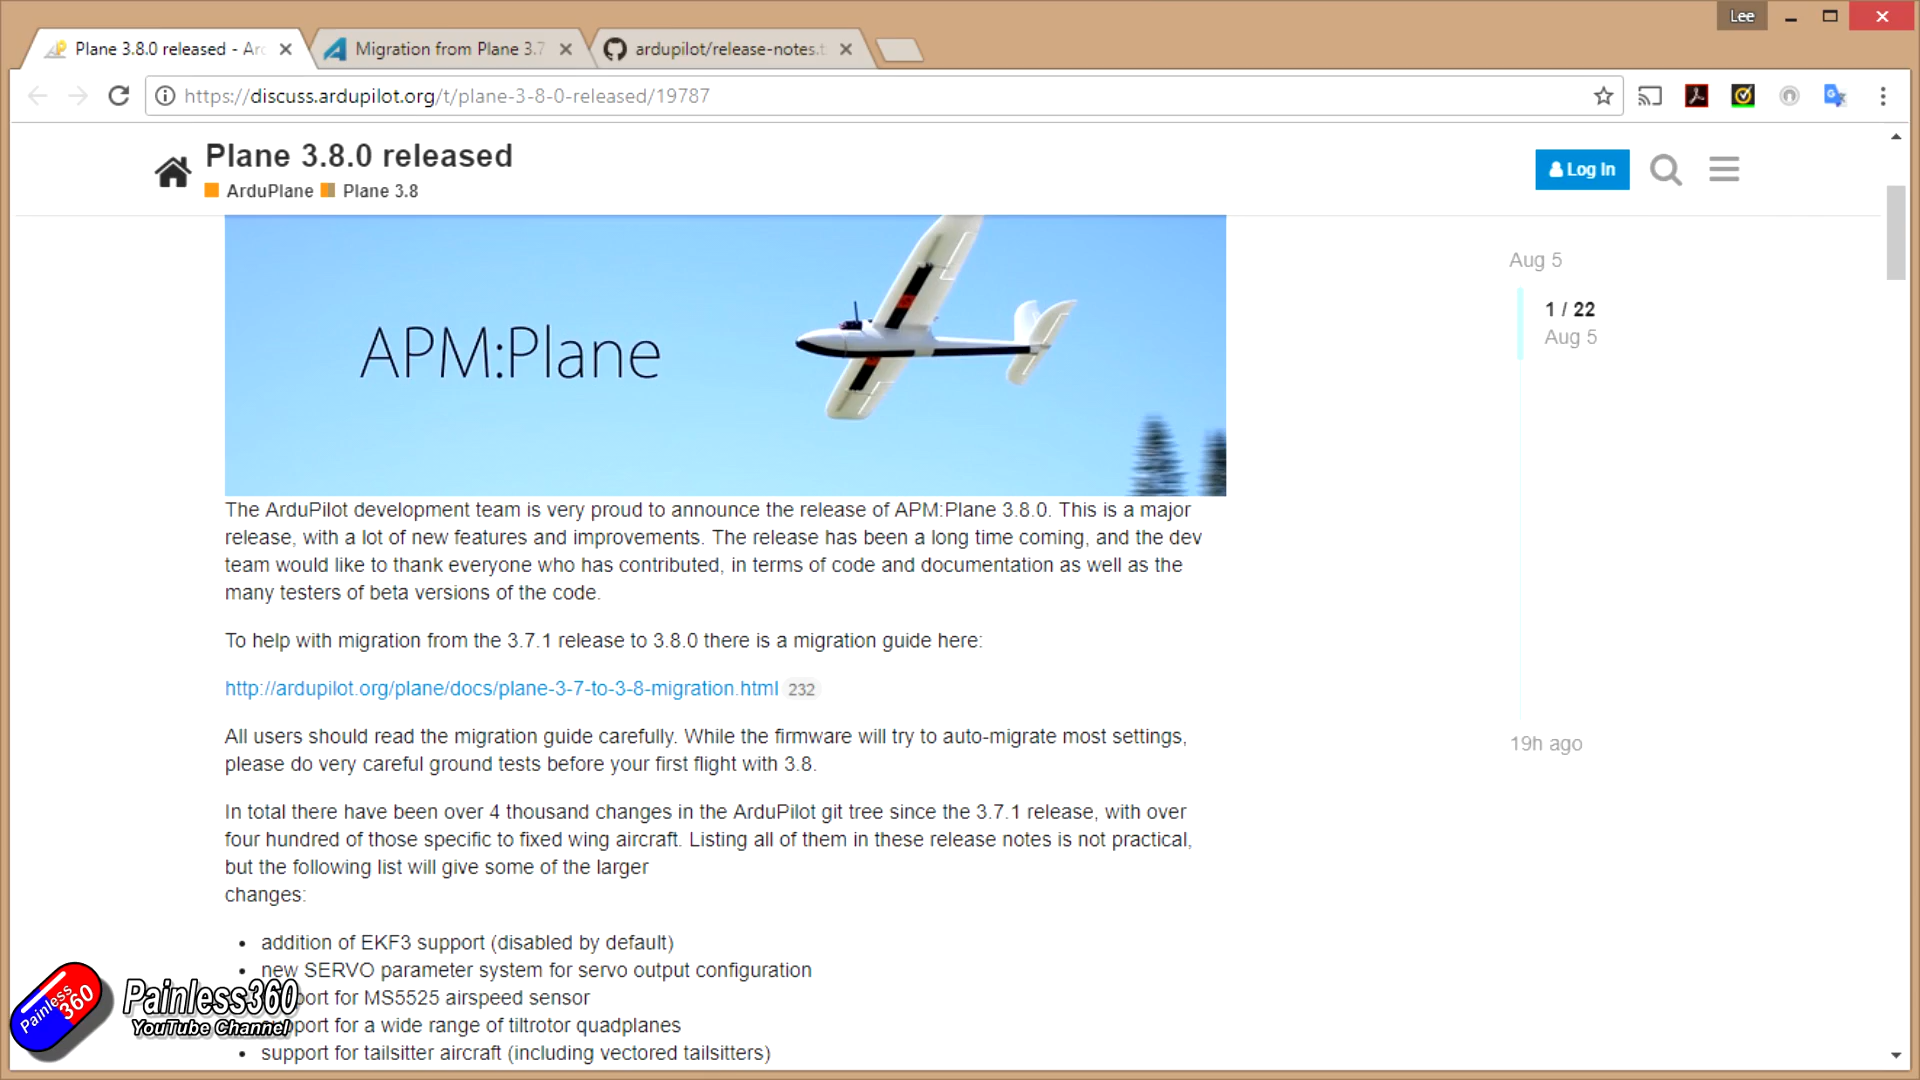 Lee
Plane 3.8.0 released - Arc
Migration from Plane 3.7
ardupilot/release-notes.t
https://discuss.ardupilot.org/t/plane-3-8-0-released/19787
Plane 3.8.0 released
ArduPlane Plane 3.8
Log In
APM:Plane
Aug 5
1 / 22
Aug 5
19h ago
The ArduPilot development team is very proud to announce the release of APM:Plane 3.8.0. This is a major
release, with a lot of new features and improvements. The release has been a long time coming, and the dev
team would like to thank everyone who has contributed, in terms of code and documentation as well as the
many testers of beta versions of the code.
To help with migration from the 3.7.1 release to 3.8.0 there is a migration guide here:
http://ardupilot.org/plane/docs/plane-3-7-to-3-8-migration.html 232
All users should read the migration guide carefully. While the firmware will try to auto-migrate most settings,
please do very careful ground tests before your first flight with 3.8.
In total there have been over 4 thousand changes in the ArduPilot git tree since the 3.7.1 release, with over
four hundred of those specific to fixed wing aircraft. Listing all of them in these release notes is not practical,
but the following list will give some of the larger
changes:
• addition of EKF3 support (disabled by default)
• new SERVO parameter system for servo output configuration
port for MS5525 airspeed sensor
port for a wide range of tiltrotor quadplanes
• support for tailsitter aircraft (including vectored tailsitters)
Painless360
Painless360
YouTube Channel